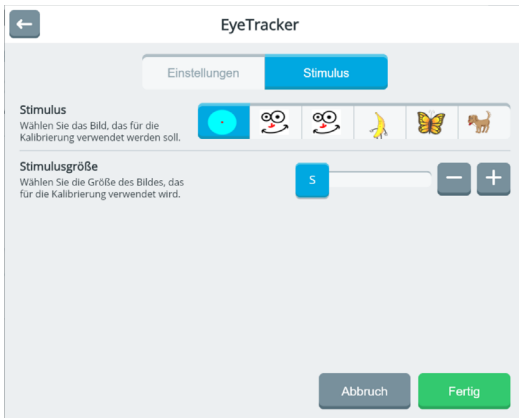 EyeTracker
Einstellungen
Stimulus
Stimulus
Wählen Sie das Bild, das für die
Kalibrierung verwendet werden soll.
Stimulusgröße
Wählen Sie die Größe des Bildes, das
für die Kalibrierung verwendet wird.
S
Abbruch
Fertig